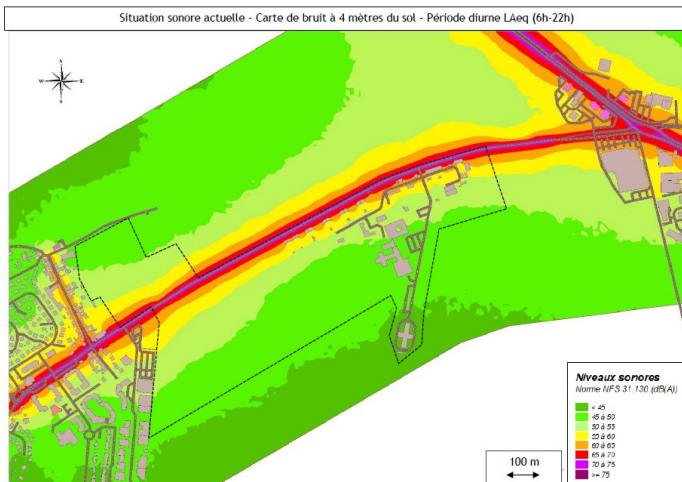 Situation sonore actuelle - Carte de bruit à 4 mètres du sol - Période diurne LAeq (6h-22h)
N
W E
S
Niveaux sonores
Norme NFS 31.130 (dB(A))
< 45
45 à 50
50 à 55
55 à 60
60 à 65
65 à 70
70 à 75
>= 75
100 m